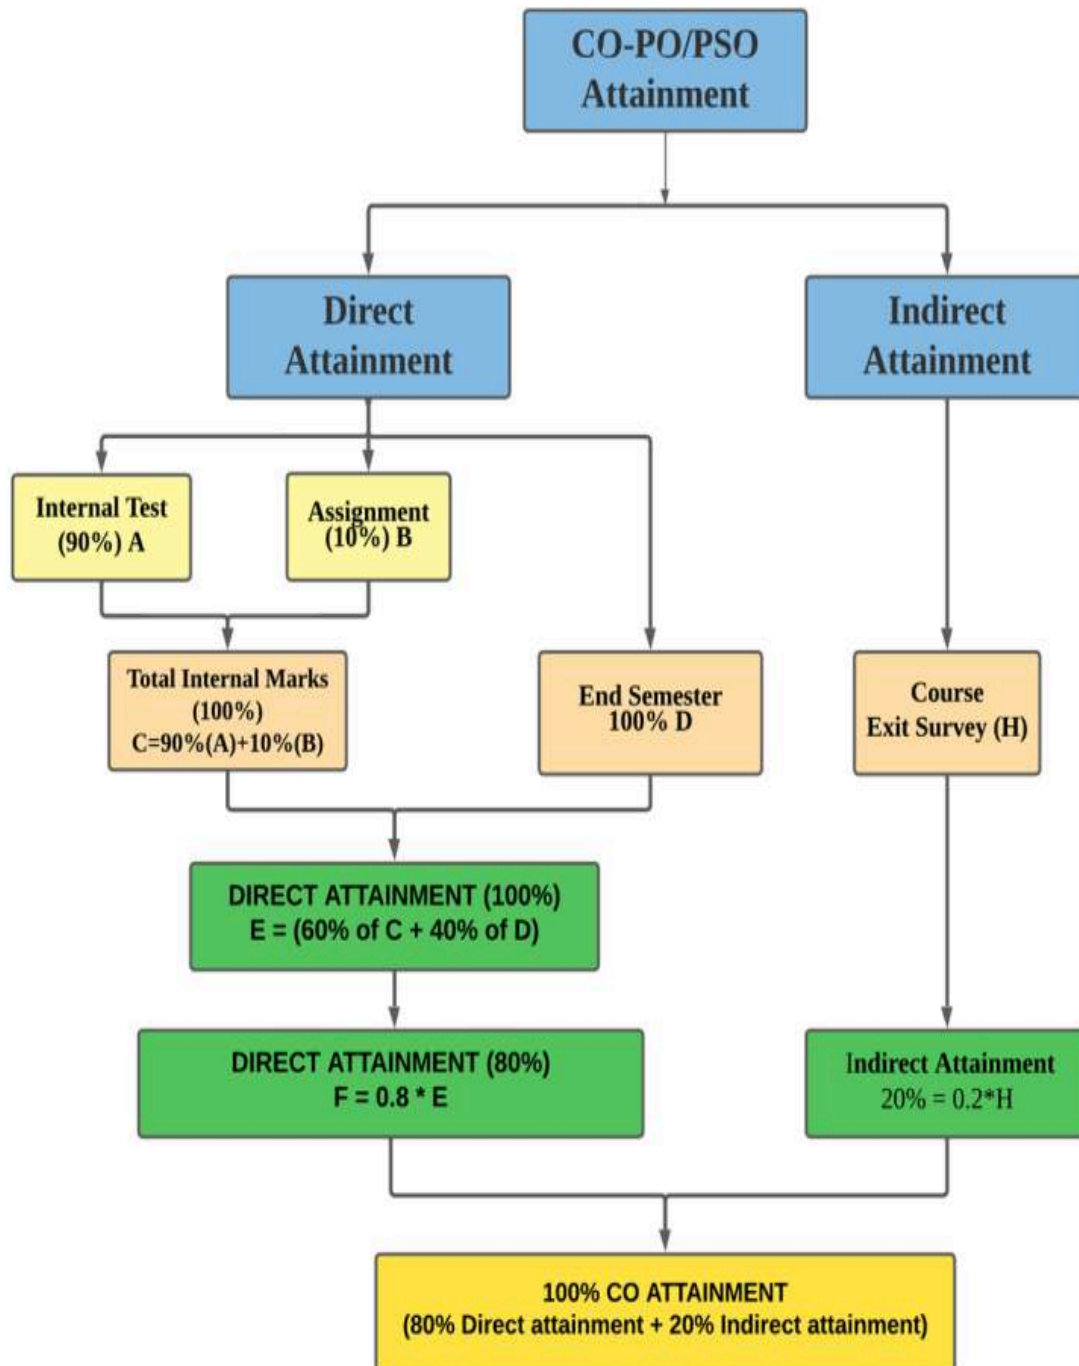 CO-PO/PSO
Attainment
Direct
Attainment
Indirect
Attainment
Internal Test
(90%) A
Assignment
(10%) B
Total Internal Marks
(100%)
C=90%(A)+10%(B)
End Semester
100% D
Course
Exit Survey (H)
DIRECT ATTAINMENT (100%)
E = (60% of C + 40% of D)
DIRECT ATTAINMENT (80%)
F = 0.8 * E
Indirect Attainment
20% = 0.2*H
100% CO ATTAINMENT
(80% Direct attainment + 20% Indirect attainment)